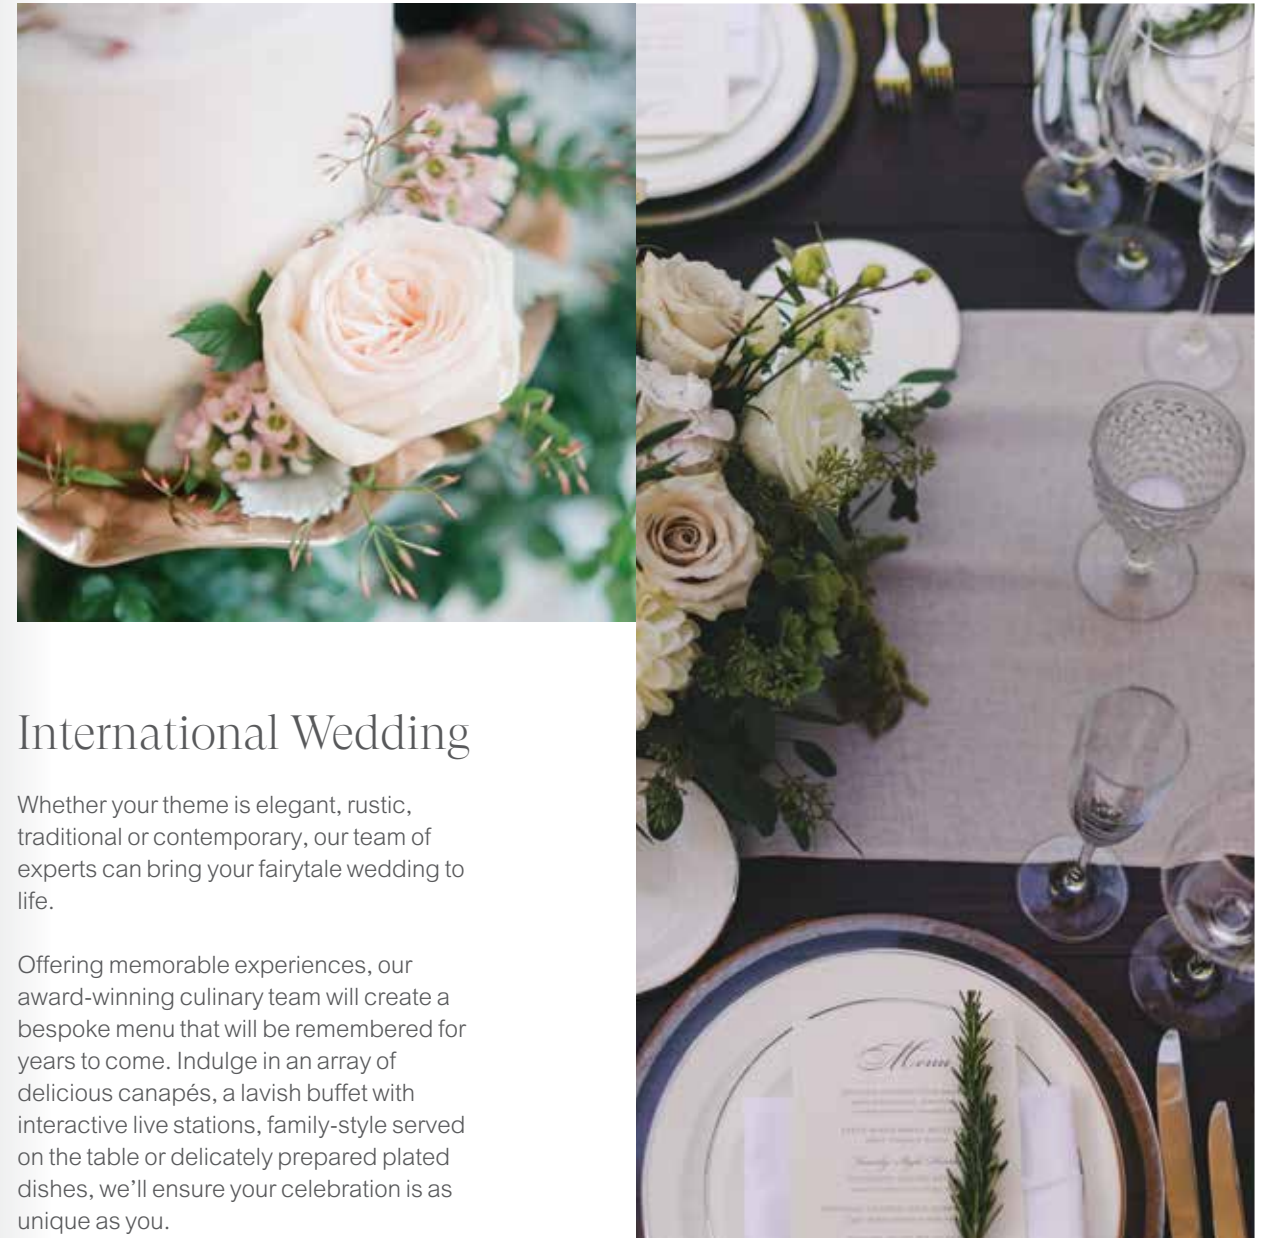 International Wedding
Whether your theme is elegant, rustic,
traditional or contemporary, our team of
experts can bring your fairytale wedding to
life.
Offering memorable experiences, our
award-winning culinary team will create a
bespoke menu that will be remembered for
years to come. Indulge in an array of
delicious canapés, a lavish buffet with
interactive live stations, family-style served
on the table or delicately prepared plated
dishes, we’ll ensure your celebration is as
unique as you.
Menu